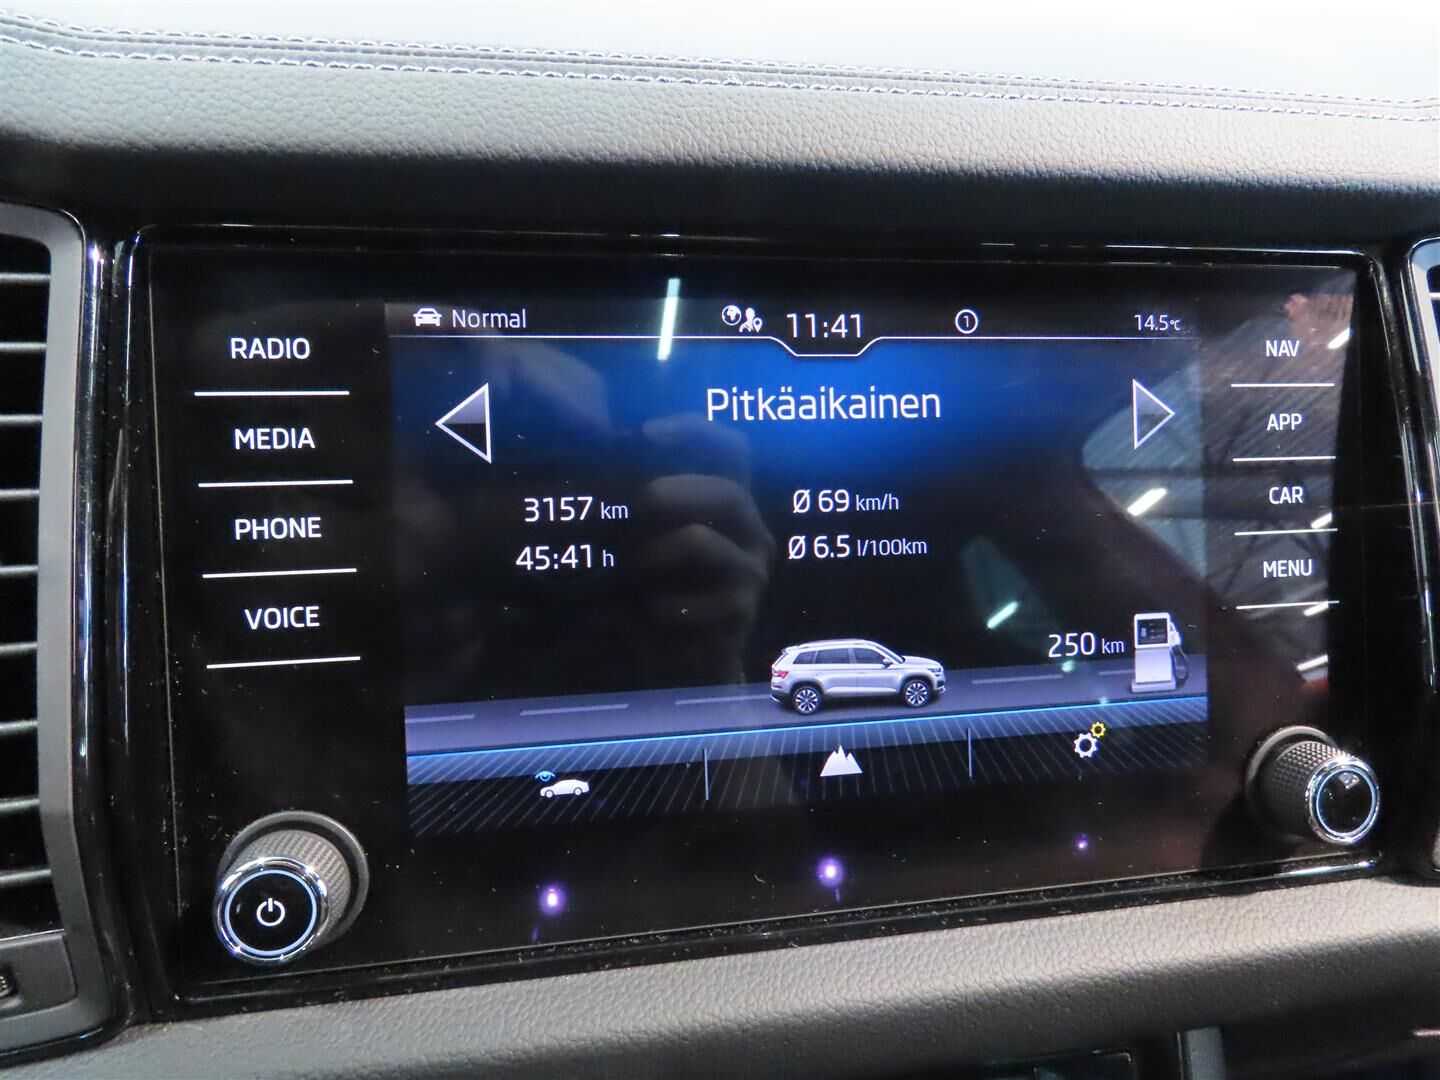 Normal
11:41
1
14.5°C
RADIO
MEDIA
PHONE
VOICE
Pitkäaikainen
3157 km
Ø 69 km/h
45:41 h
Ø 6.5 l/100km
250 km
NAV
APP
CAR
MENU